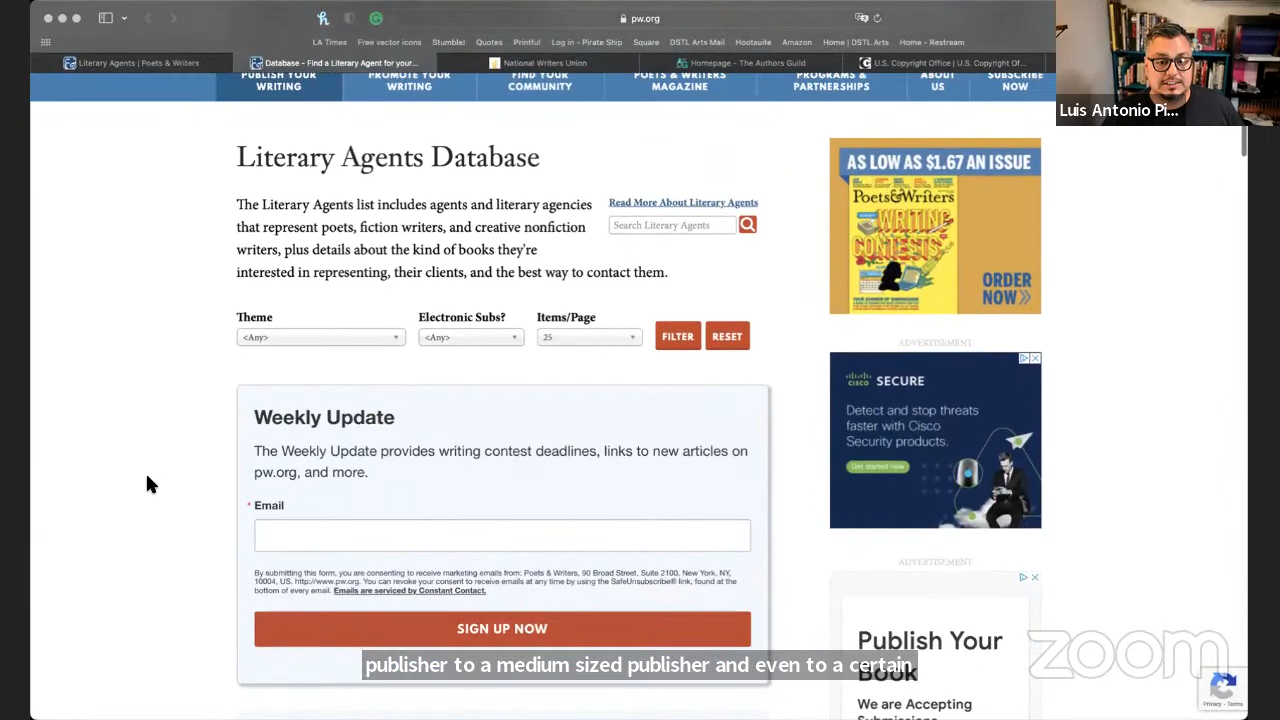 pw.org
LA Times Free vector icons Stumble! Quotes Printful Log in - Pirate Ship Square DSTL Arts Mail Hootsuite Amazon Home | DSTL Arts Home - Restream
Literary Agents | Poets & Writers
Database - Find a Literary Agent for your...
National Writers Union
Homepage - The Authors Guild
U.S. Copyright Office | U.S. Copyright Of...
Luis Antonio Pi...
PUBLISH YOUR
WRITING
PROMOTE YOUR
WRITING
FIND YOUR
COMMUNITY
POETS & WRITERS
MAGAZINE
PROGRAMS &
PARTNERSHIPS
ABOUT
US
SUBSCRIBE
NOW
Literary Agents Database
The Literary Agents list includes agents and literary agencies
that represent poets, fiction writers, and creative nonfiction
writers, plus details about the kind of books they're
interested in representing, their clients, and the best way to contact them.
Read More About Literary Agents
Search Literary Agents
Theme
<Any>
Electronic Subs?
<Any>
Items/Page
25
FILTER
RESET
Weekly Update
The Weekly Update provides writing contest deadlines, links to new articles on
pw.org, and more.
* Email
By submitting this form, you are consenting to receive marketing emails from: Poets & Writers, 90 Broad Street, Suite 2100, New York, NY,
10004, US, http://www.pw.org. You can revoke your consent to receive emails at any time by using the SafeUnsubscribe® link, found at the
bottom of every email. Emails are serviced by Constant Contact.
SIGN UP NOW
AS LOW AS $1.67 AN ISSUE
Poets&Writers
WRITING
CONTESTS
ORDER
NOW
ADVERTISEMENT
CISCO SECURE
Detect and stop threats
faster with Cisco
Security products.
Get started now
ADVERTISEMENT
Publish Your
Book
We are Accepting
Submissions
zoom
Privacy - Terms
publisher to a medium sized publisher and even to a certain